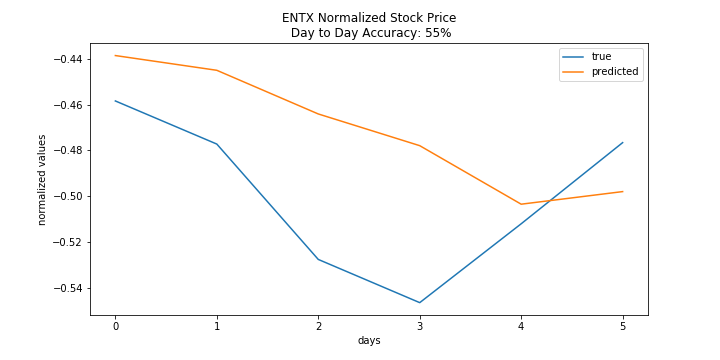 ENTX Normalized Stock Price
Day to Day Accuracy: 55%
true
predicted
normalized values
−0.44
−0.46
−0.48
−0.50
−0.52
−0.54
0 1 2 3 4 5
days